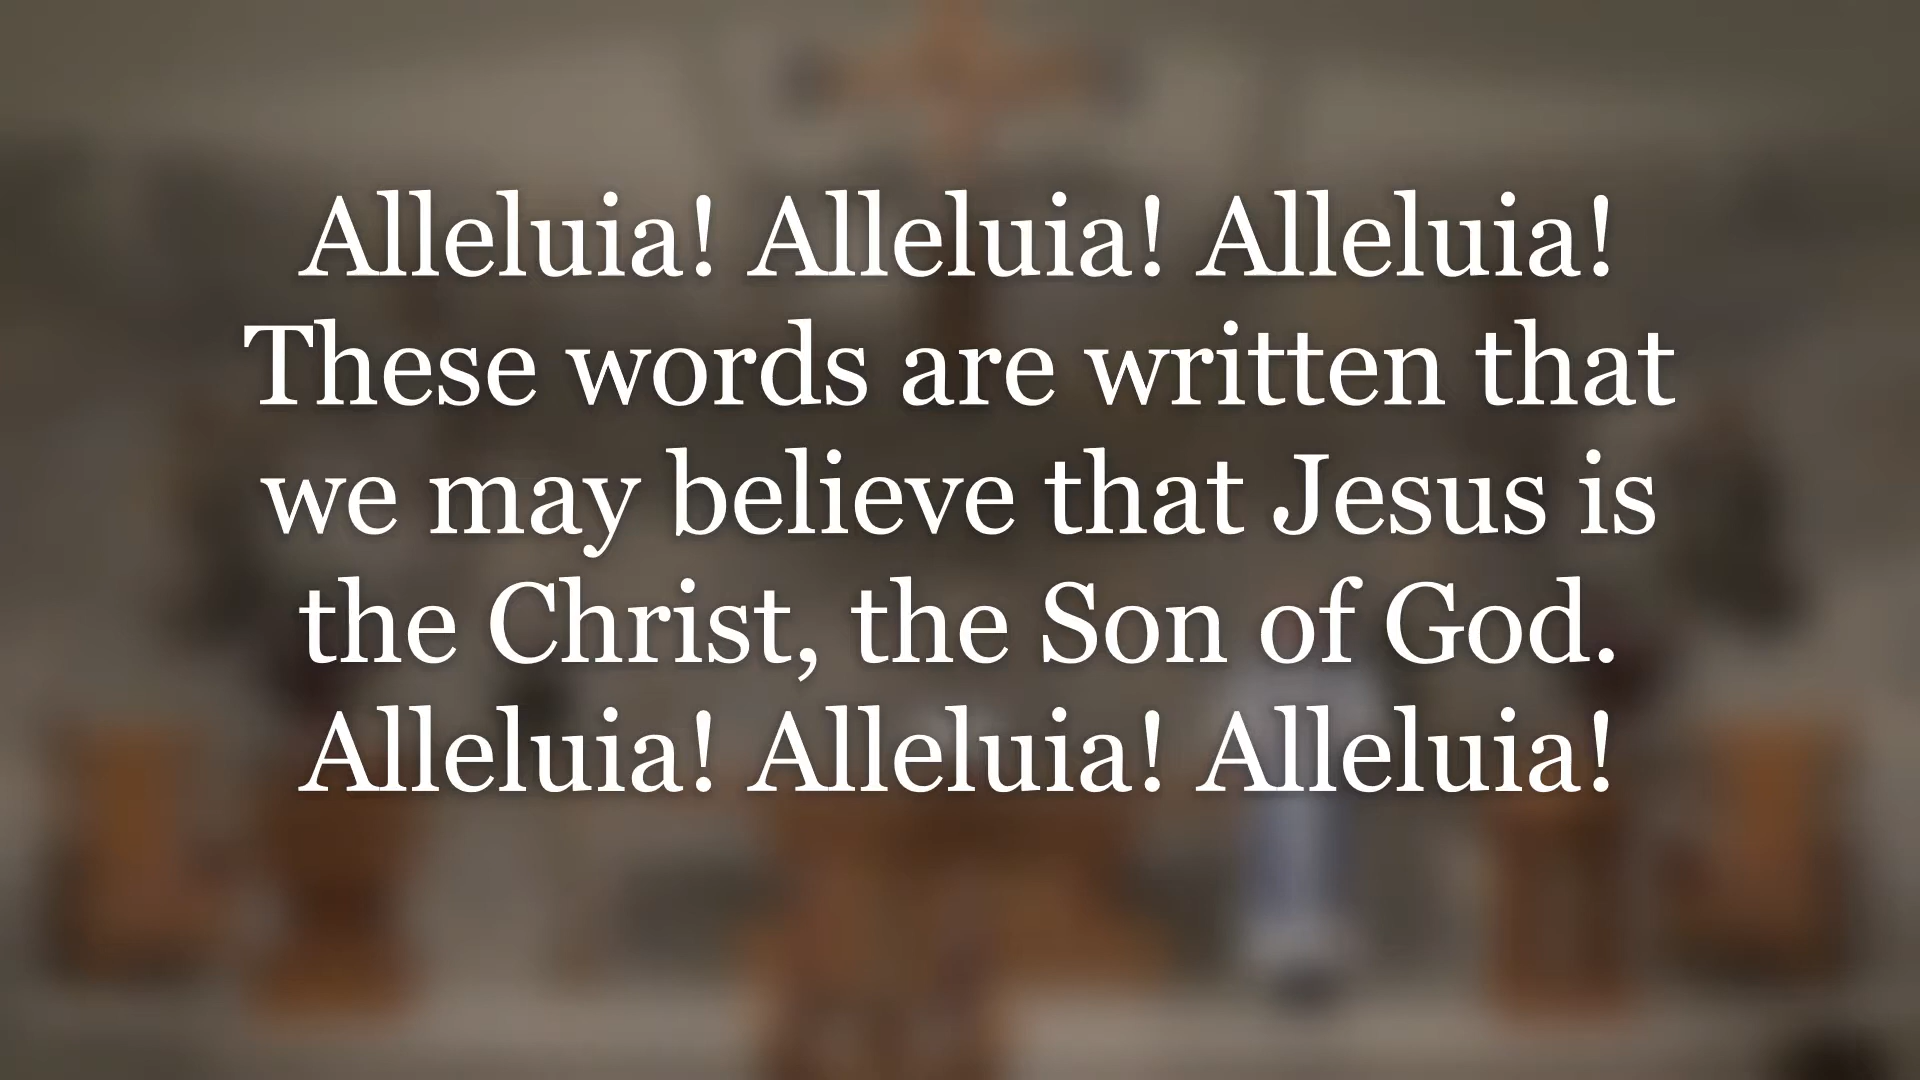 Alleluia! Alleluia! Alleluia!
These words are written that
we may believe that Jesus is
the Christ, the Son of God.
Alleluia! Alleluia! Alleluia!